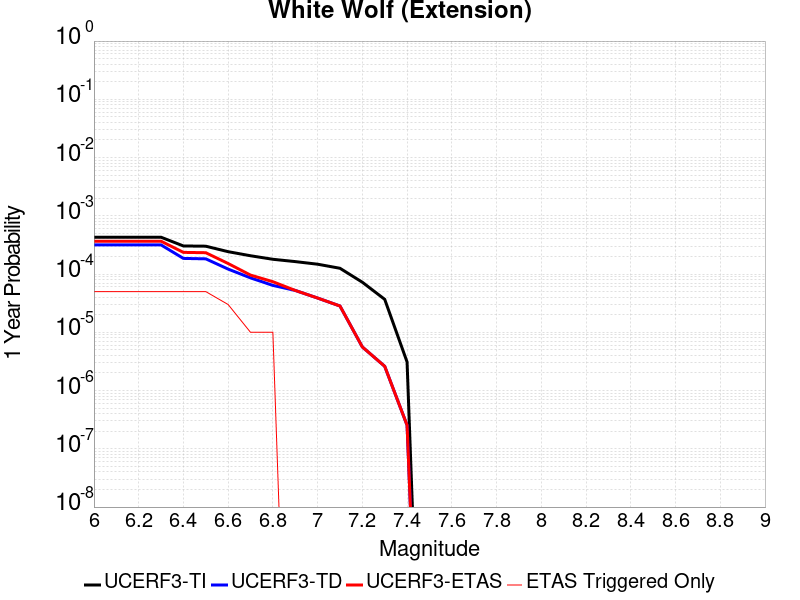 White Wolf (Extension)
10^0
10^-1
10^-2
10^-3
10^-4
10^-5
10^-6
10^-7
10^-8
1 Year Probability
6 6.2 6.4 6.6 6.8 7 7.2 7.4 7.6 7.8 8 8.2 8.4 8.6 8.8 9
Magnitude
UCERF3-TI UCERF3-TD UCERF3-ETAS ETAS Triggered Only